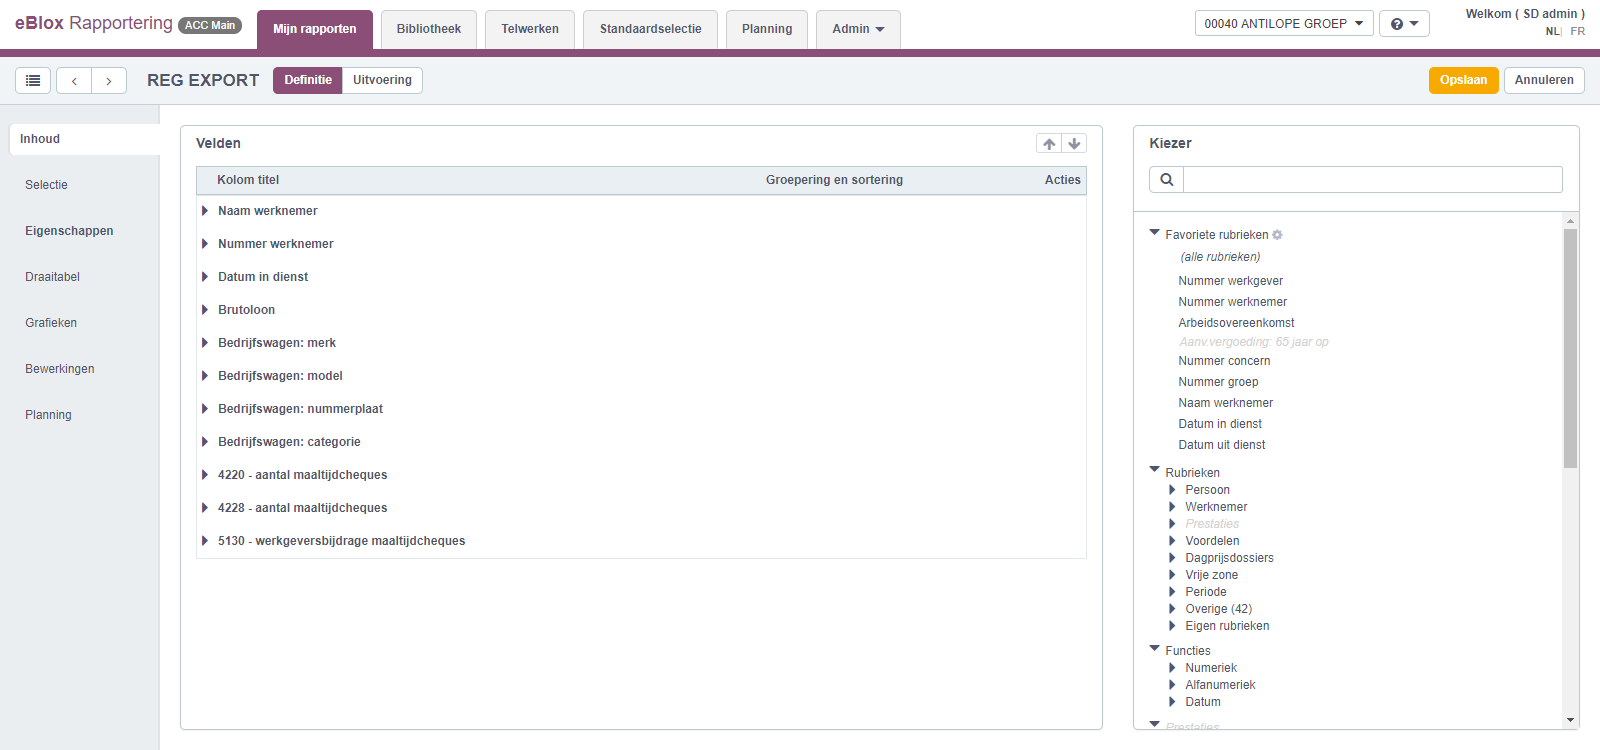 eBlox Rapportering ACC Main
Mijn rapporten
Bibliotheek
Telwerken
Standaardselectie
Planning
Admin
00040 ANTILOPE GROEP
Welkom ( SD admin )
NL| FR
REG EXPORT
Definitie
Uitvoering
Opslaan
Annuleren
Inhoud
Selectie
Eigenschappen
Draaitabel
Grafieken
Bewerkingen
Planning
Velden
Kolom titel
Groepering en sortering
Acties
Naam werknemer
Nummer werknemer
Datum in dienst
Brutoloon
Bedrijfswagen: merk
Bedrijfswagen: model
Bedrijfswagen: nummerplaat
Bedrijfswagen: categorie
4220 - aantal maaltijdcheques
4228 - aantal maaltijdcheques
5130 - werkgeversbijdrage maaltijdcheques
Kiezer
Favoriete rubrieken
(alle rubrieken)
Nummer werkgever
Nummer werknemer
Arbeidsovereenkomst
Aanv.vergoeding: 65 jaar op
Nummer concern
Nummer groep
Naam werknemer
Datum in dienst
Datum uit dienst
Rubrieken
Persoon
Werknemer
Prestaties
Voordelen
Dagprijsdossiers
Vrije zone
Periode
Overige (42)
Eigen rubrieken
Functies
Numeriek
Alfanumeriek
Datum
Prestaties